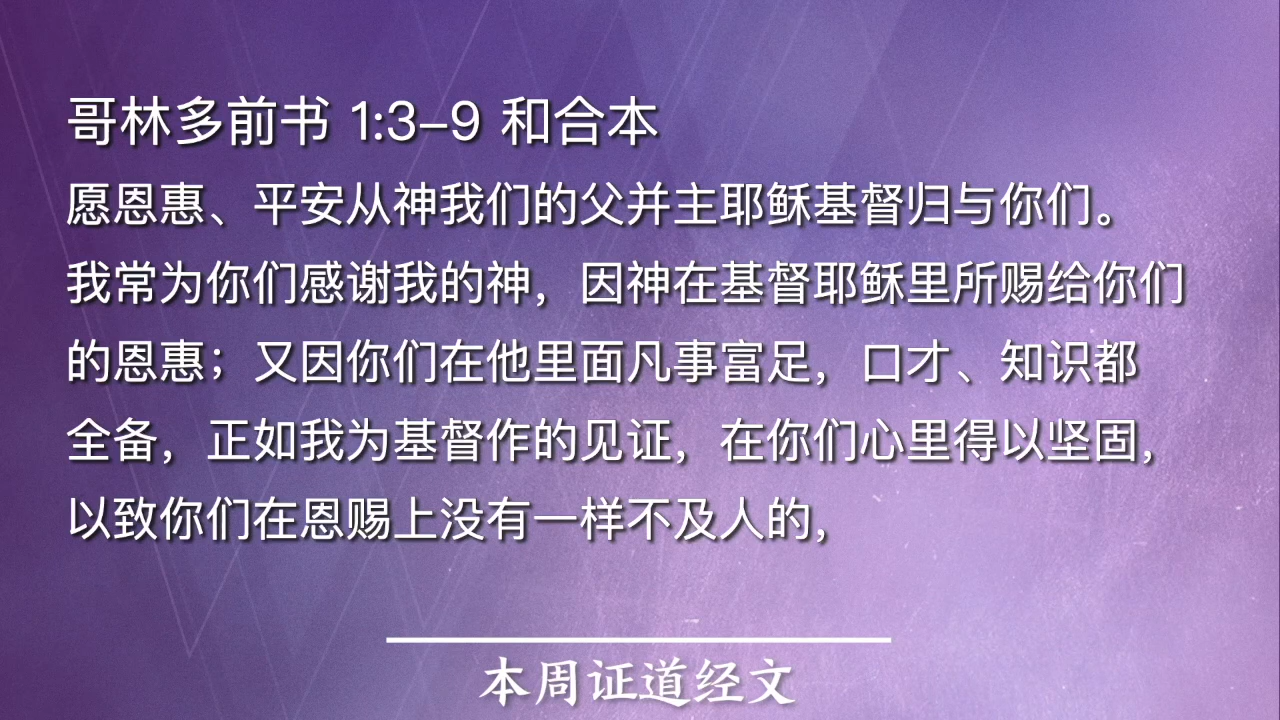 哥林多前书 1:3–9 和合本
愿恩惠、平安从神我们的父并主耶稣基督归与你们。
我常为你们感谢我的神，因神在基督耶稣里所赐给你们
的恩惠；又因你们在他里面凡事富足，口才、知识都
全备，正如我为基督作的见证，在你们心里得以坚固，
以致你们在恩赐上没有一样不及人的，
本周证道经文